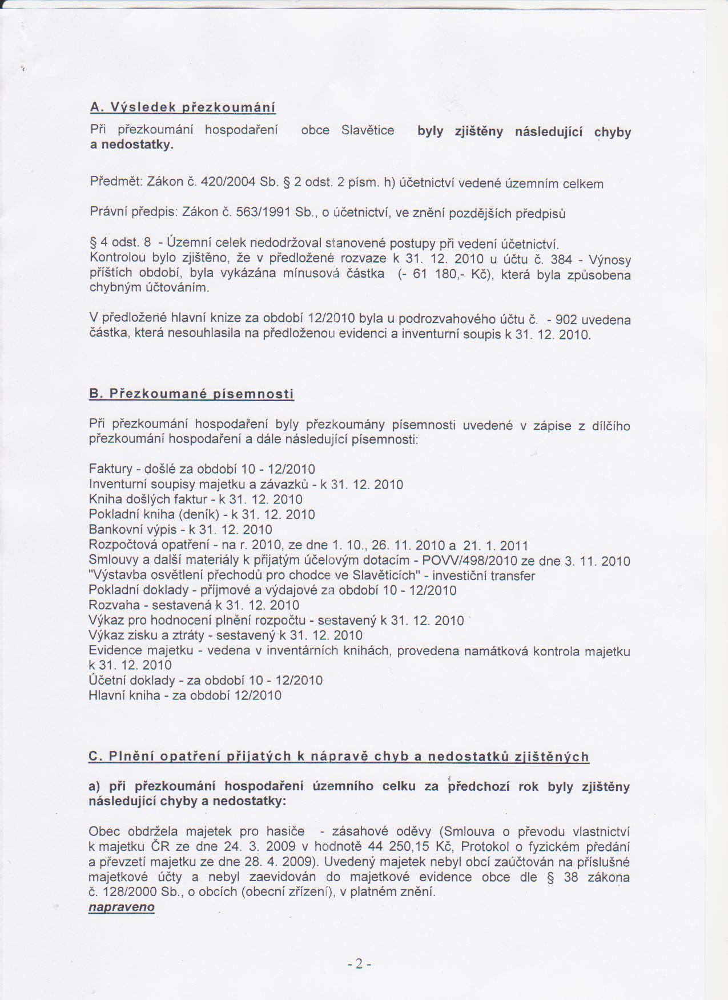 A. Výsledek přezkoumání
Při přezkoumání hospodaření obce Slavětice byly zjištěny následující chyby
a nedostatky.
Předmět: Zákon č. 420/2004 Sb. § 2 odst. 2 písm. h) účetnictví vedené územním celkem
Právní předpis: Zákon č. 563/1991 Sb., o účetnictví, ve znění pozdějších předpisů
§ 4 odst. 8 - Územní celek nedodržoval stanovené postupy při vedení účetnictví.
Kontrolou bylo zjištěno, že v předložené rozvaze k 31. 12. 2010 u účtu č. 384 - Výnosy
příštích období, byla vykázána mínusová částka (- 61 180,- Kč), která byla způsobena
chybným účtováním.
V předložené hlavní knize za období 12/2010 byla u podrozvahového účtu č. - 902 uvedena
částka, která nesouhlasila na předloženou evidenci a inventurní soupis k 31. 12. 2010.
B. Přezkoumané písemnosti
Při přezkoumání hospodaření byly přezkoumány písemnosti uvedené v zápise z dílčího
přezkoumání hospodaření a dále následující písemnosti:
Faktury - došlé za období 10 - 12/2010
Inventurní soupisy majetku a závazků - k 31. 12. 2010
Kniha došlých faktur - k 31. 12. 2010
Pokladní kniha (deník) - k 31. 12. 2010
Bankovní výpis - k 31. 12. 2010
Rozpočtová opatření - na r. 2010, ze dne 1. 10., 26. 11. 2010 a 21. 1. 2011
Smlouvy a další materiály k přijatým účelovým dotacím - POVV/498/2010 ze dne 3. 11. 2010
"Výstavba osvětlení přechodů pro chodce ve Slavěticích" - investiční transfer
Pokladní doklady - příjmové a výdajové za období 10 - 12/2010
Rozvaha - sestavená k 31. 12. 2010
Výkaz pro hodnocení plnění rozpočtu - sestavený k 31. 12. 2010
Výkaz zisku a ztráty - sestavený k 31. 12. 2010
Evidence majetku - vedena v inventárních knihách, provedena namátková kontrola majetku
k 31. 12. 2010
Účetní doklady - za období 10 - 12/2010
Hlavní kniha - za období 12/2010
C. Plnění opatření přijatých k nápravě chyb a nedostatků zjištěných
a) při přezkoumání hospodaření územního celku za předchozí rok byly zjištěny
následující chyby a nedostatky:
Obec obdržela majetek pro hasiče - zásahové oděvy (Smlouva o převodu vlastnictví
k majetku ČR ze dne 24. 3. 2009 v hodnotě 44 250,15 Kč, Protokol o fyzickém předání
a převzetí majetku ze dne 28. 4. 2009). Uvedený majetek nebyl obcí zaúčtován na příslušné
majetkové účty a nebyl zaevidován do majetkové evidence obce dle § 38 zákona
č. 128/2000 Sb., o obcích (obecní zřízení), v platném znění.
napraveno
- 2 -